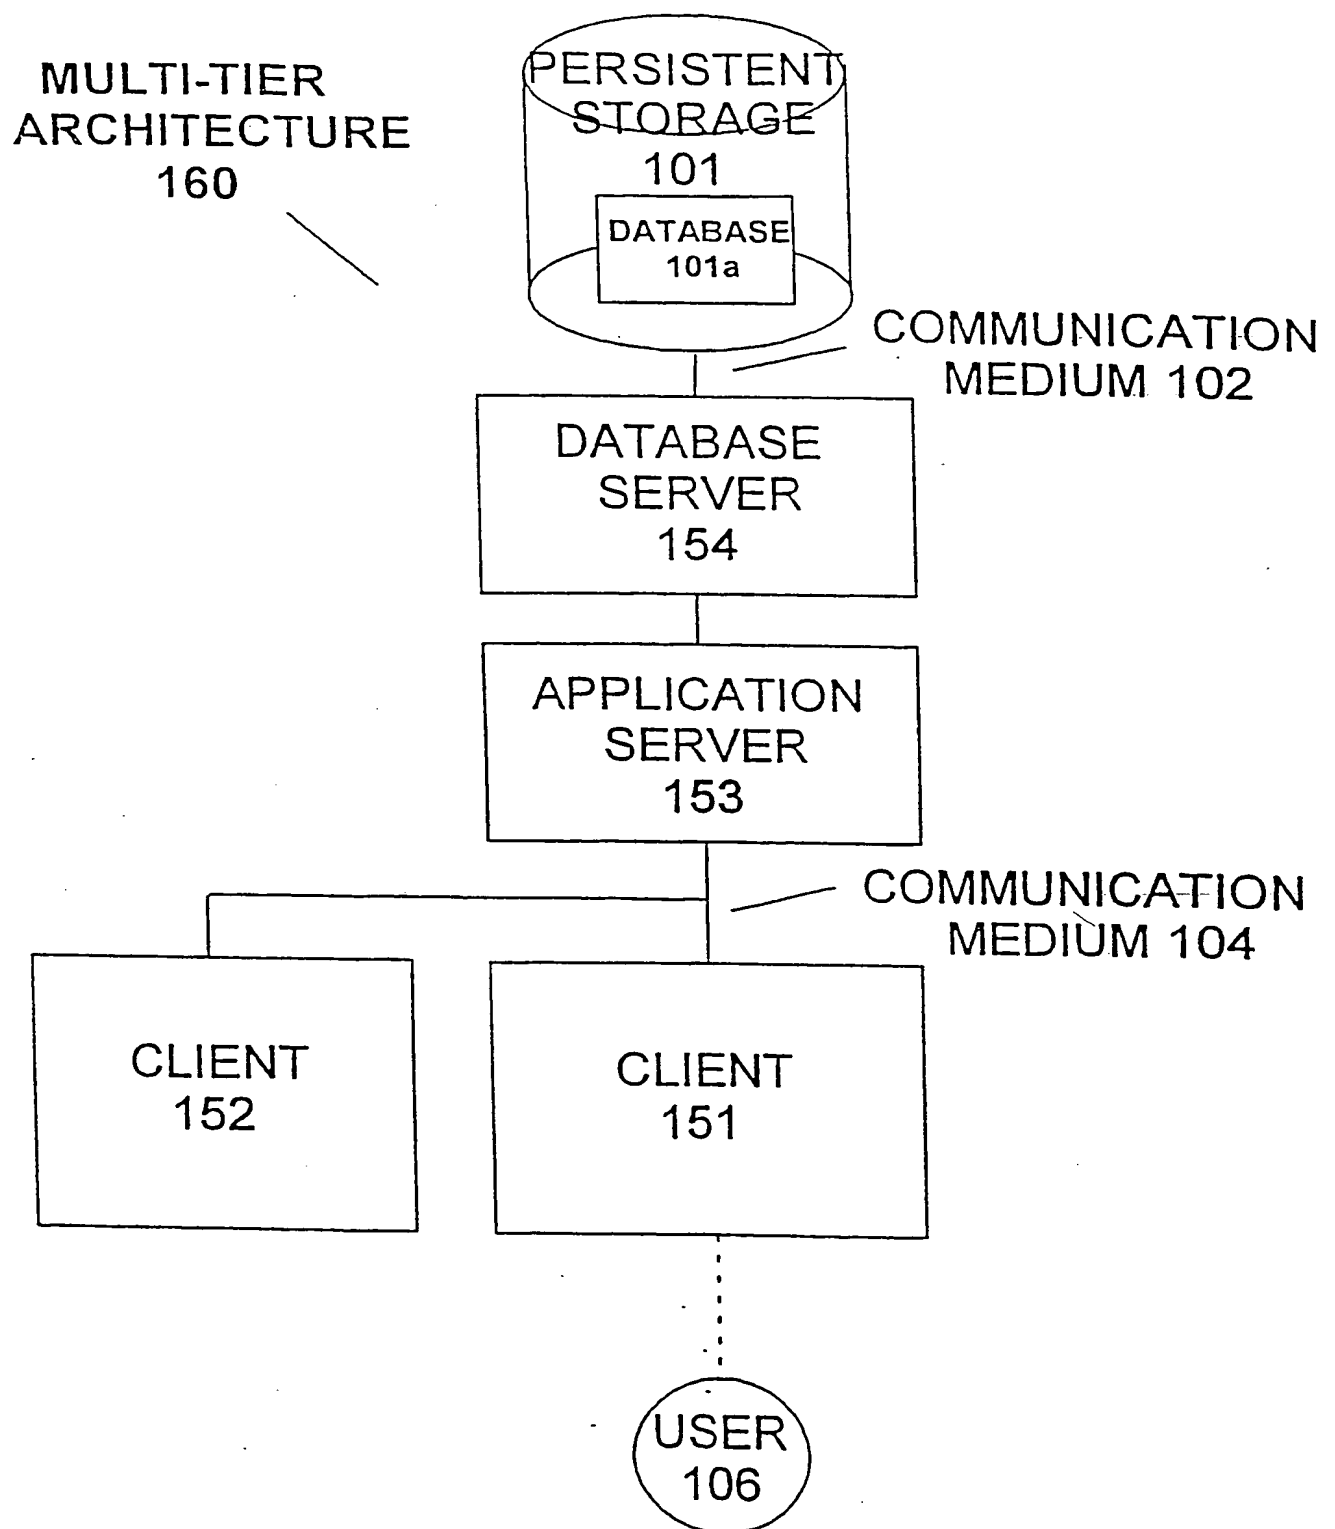 MULTI-TIER
ARCHITECTURE
160
PERSISTENT
STORAGE
101
DATABASE
101a
COMMUNICATION
MEDIUM 102
DATABASE
SERVER
154
APPLICATION
SERVER
153
COMMUNICATION
MEDIUM 104
CLIENT
152
CLIENT
151
USER
106